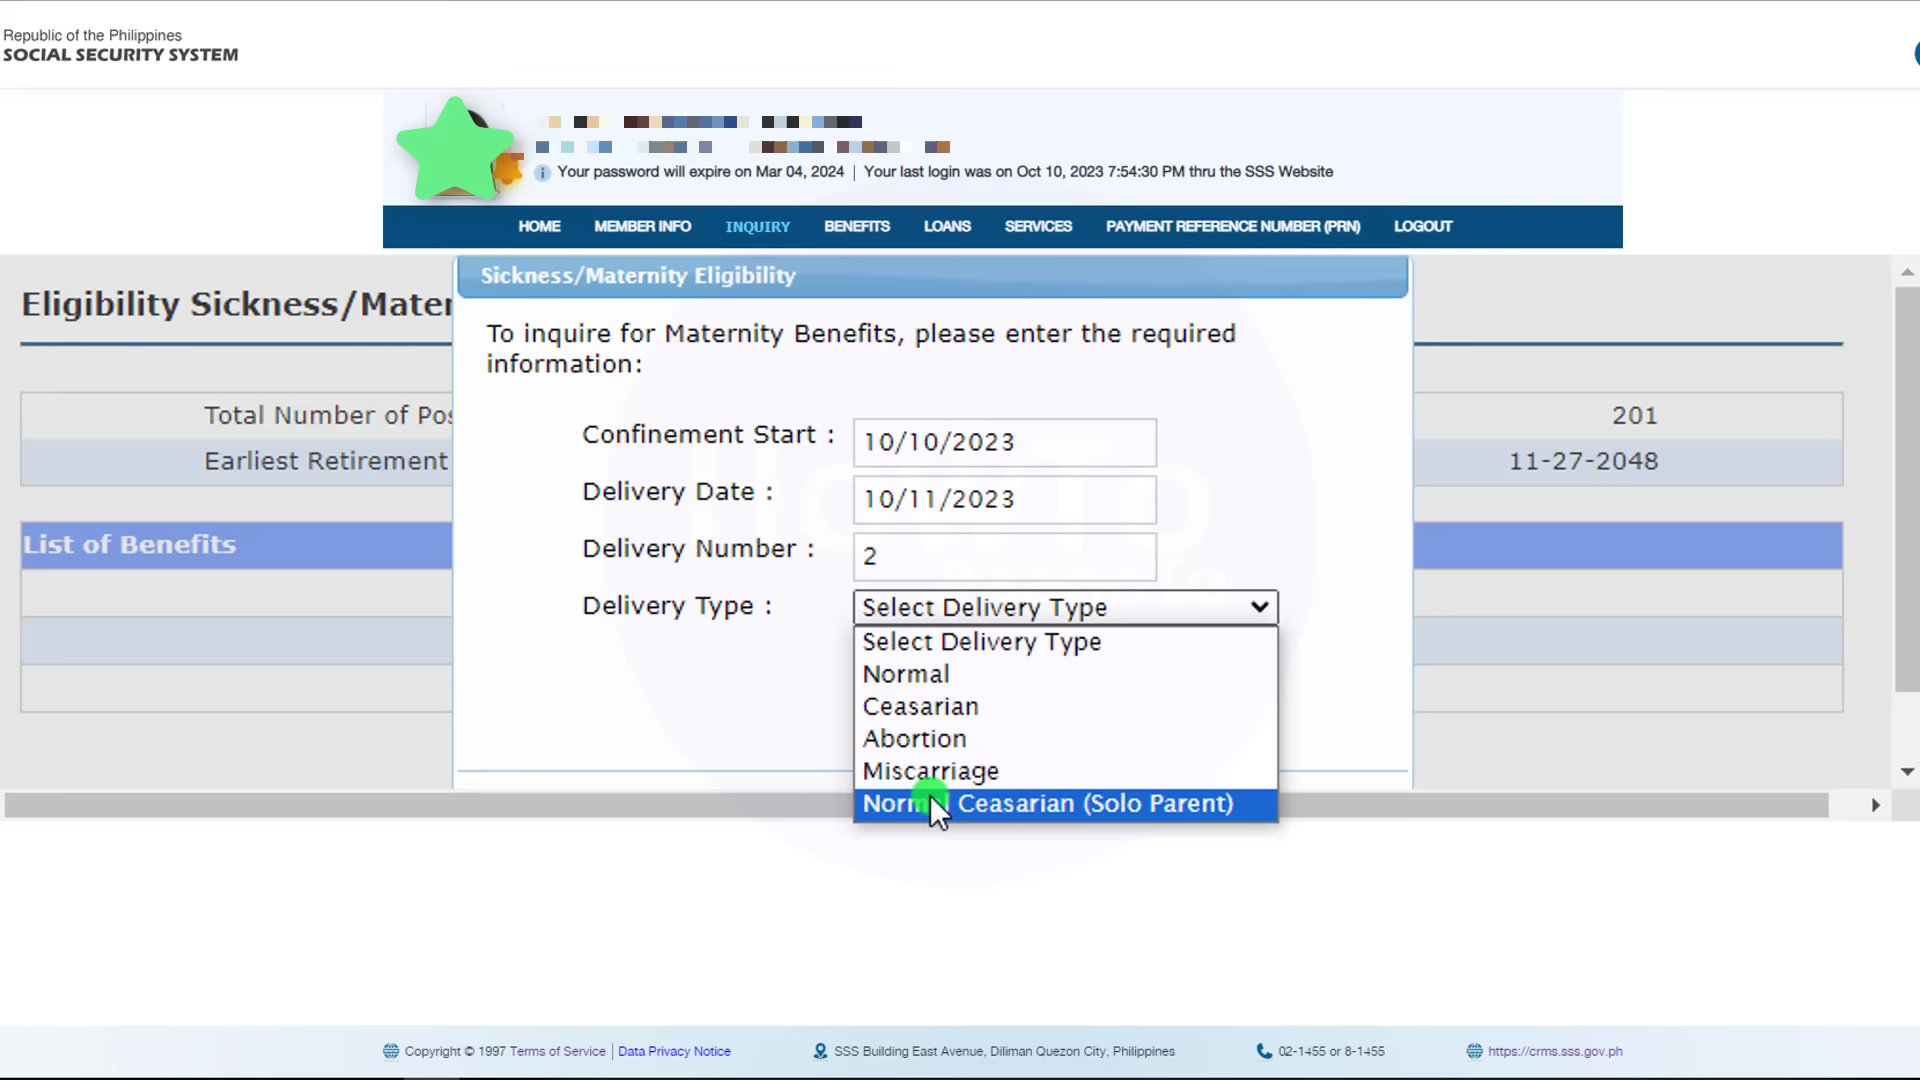 Republic of the Philippines
SOCIAL SECURITY SYSTEM
Your password will expire on Mar 04, 2024 | Your last login was on Oct 10, 2023 7:54:30 PM thru the SSS Website
HOME MEMBER INFO INQUIRY BENEFITS LOANS SERVICES PAYMENT REFERENCE NUMBER (PRN) LOGOUT
Sickness/Maternity Eligibility
Eligibility Sickness/Mater
To inquire for Maternity Benefits, please enter the required
information:
Total Number of Pos
201
Earliest Retirement
11-27-2048
Confinement Start : 10/10/2023
Delivery Date : 10/11/2023
List of Benefits
Delivery Number : 2
Delivery Type : Select Delivery Type
Select Delivery Type
Normal
Ceasarian
Abortion
Miscarriage
Ceasarian (Solo Parent)
Copyright © 1997 Terms of Service | Data Privacy Notice
SSS Building East Avenue, Diliman Quezon City, Philippines
02-1455 or 8-1455
https://crms.sss.gov.ph